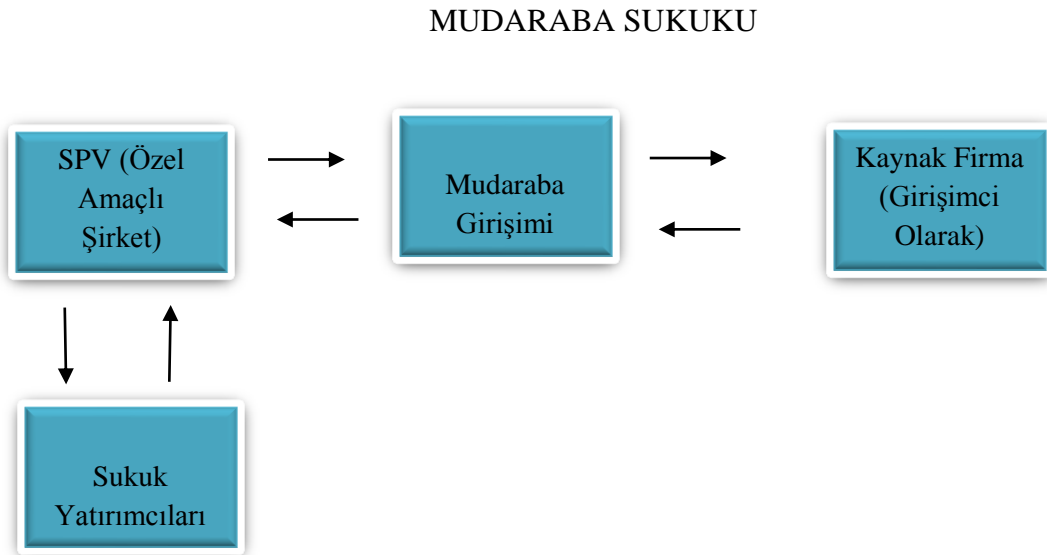 MUDARABA SUKUKU
SPV (Özel
Amaçlı
Şirket)
Mudaraba
Girişimi
Kaynak Firma
(Girişimci
Olarak)
Sukuk
Yatırımcıları